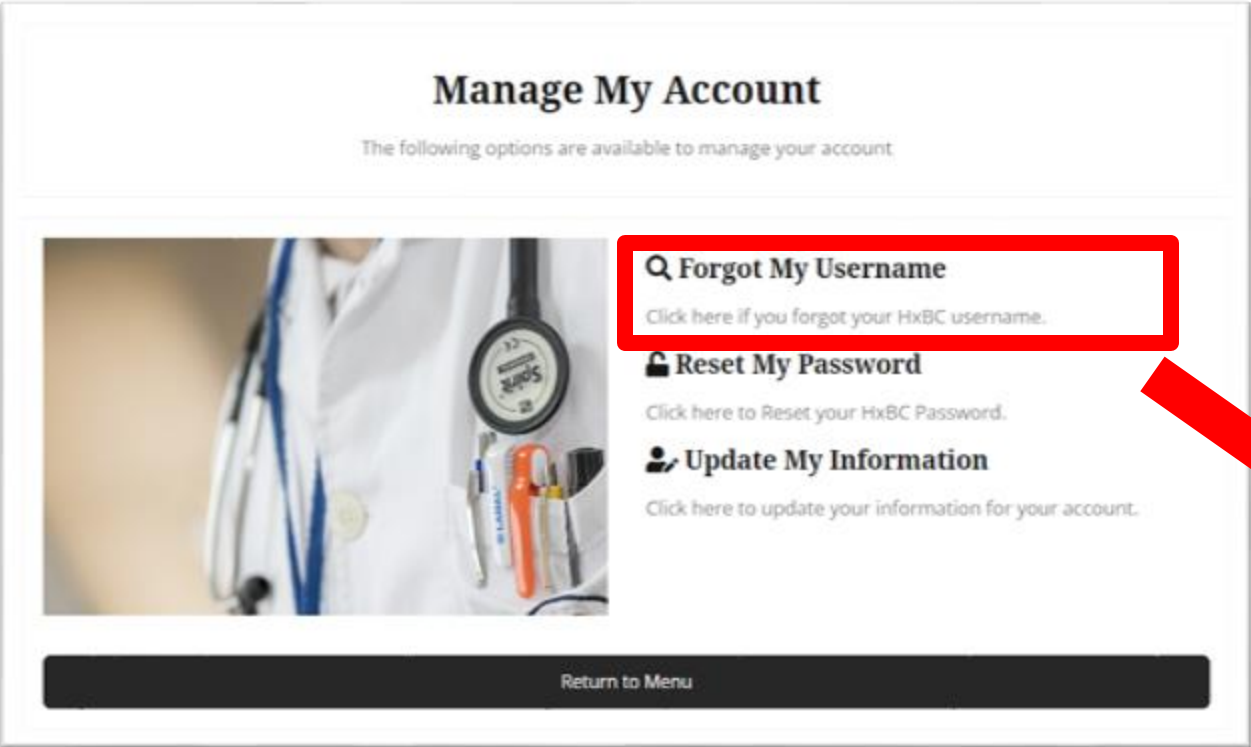 Manage My Account
The following options are available to manage your account
Forgot My Username
Click here if you forgot your HxBC username.
Reset My Password
Click here to Reset your HxBC Password.
Update My Information
Click here to update your information for your account.
Spirit
Return to Menu